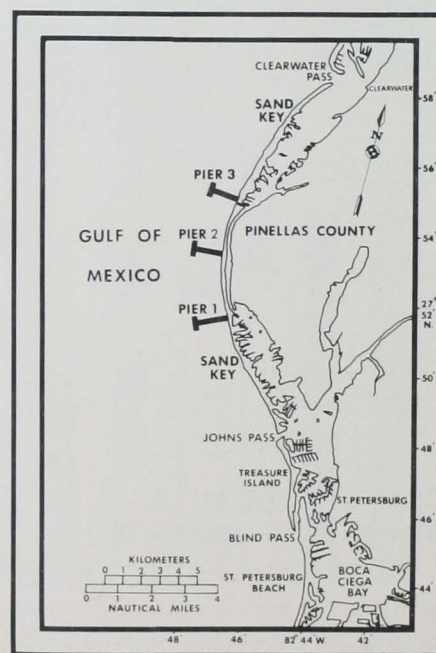 CLEARWATER
PASS
CLEARWATER
58'
SAND
KEY
N
56'
PIER 3
PIER 2
PINELLAS COUNTY
GULF OF
MEXICO
54'
PIER 1
27°
52'
N.
SAND
KEY
50'
JOHNS PASS
48'
TREASURE
ISLAND
ST. PETERSBURG
46'
BLIND PASS
KILOMETERS
0 1 2 3 4 5
0 1 2 3 4
NAUTICAL MILES
ST. PETERSBURG
BEACH
BOCA
CIEGA
BAY
44'
48 46 82°44 W. 42